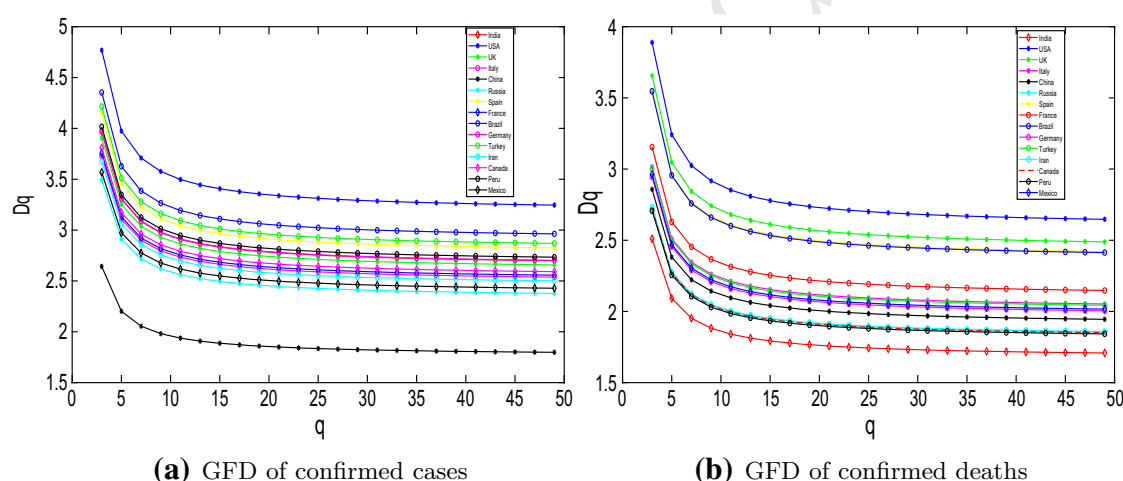 5
4.5
4
3.5
3
2.5
2
1.5
Dq
0 5 10 15 20 25 30 35 40 45 50
q
India
USA
UK
Italy
China
Russia
Spain
France
Brazil
Germany
Turkey
Iran
Canada
Peru
Mexico
(a) GFD of confirmed cases
4
3.5
3
2.5
2
1.5
Dq
0 5 10 15 20 25 30 35 40 45 50
q
India
USA
UK
Italy
China
Russia
Spain
France
Brazil
Germany
Turkey
Iran
Canada
Peru
Mexico
(b) GFD of confirmed deaths